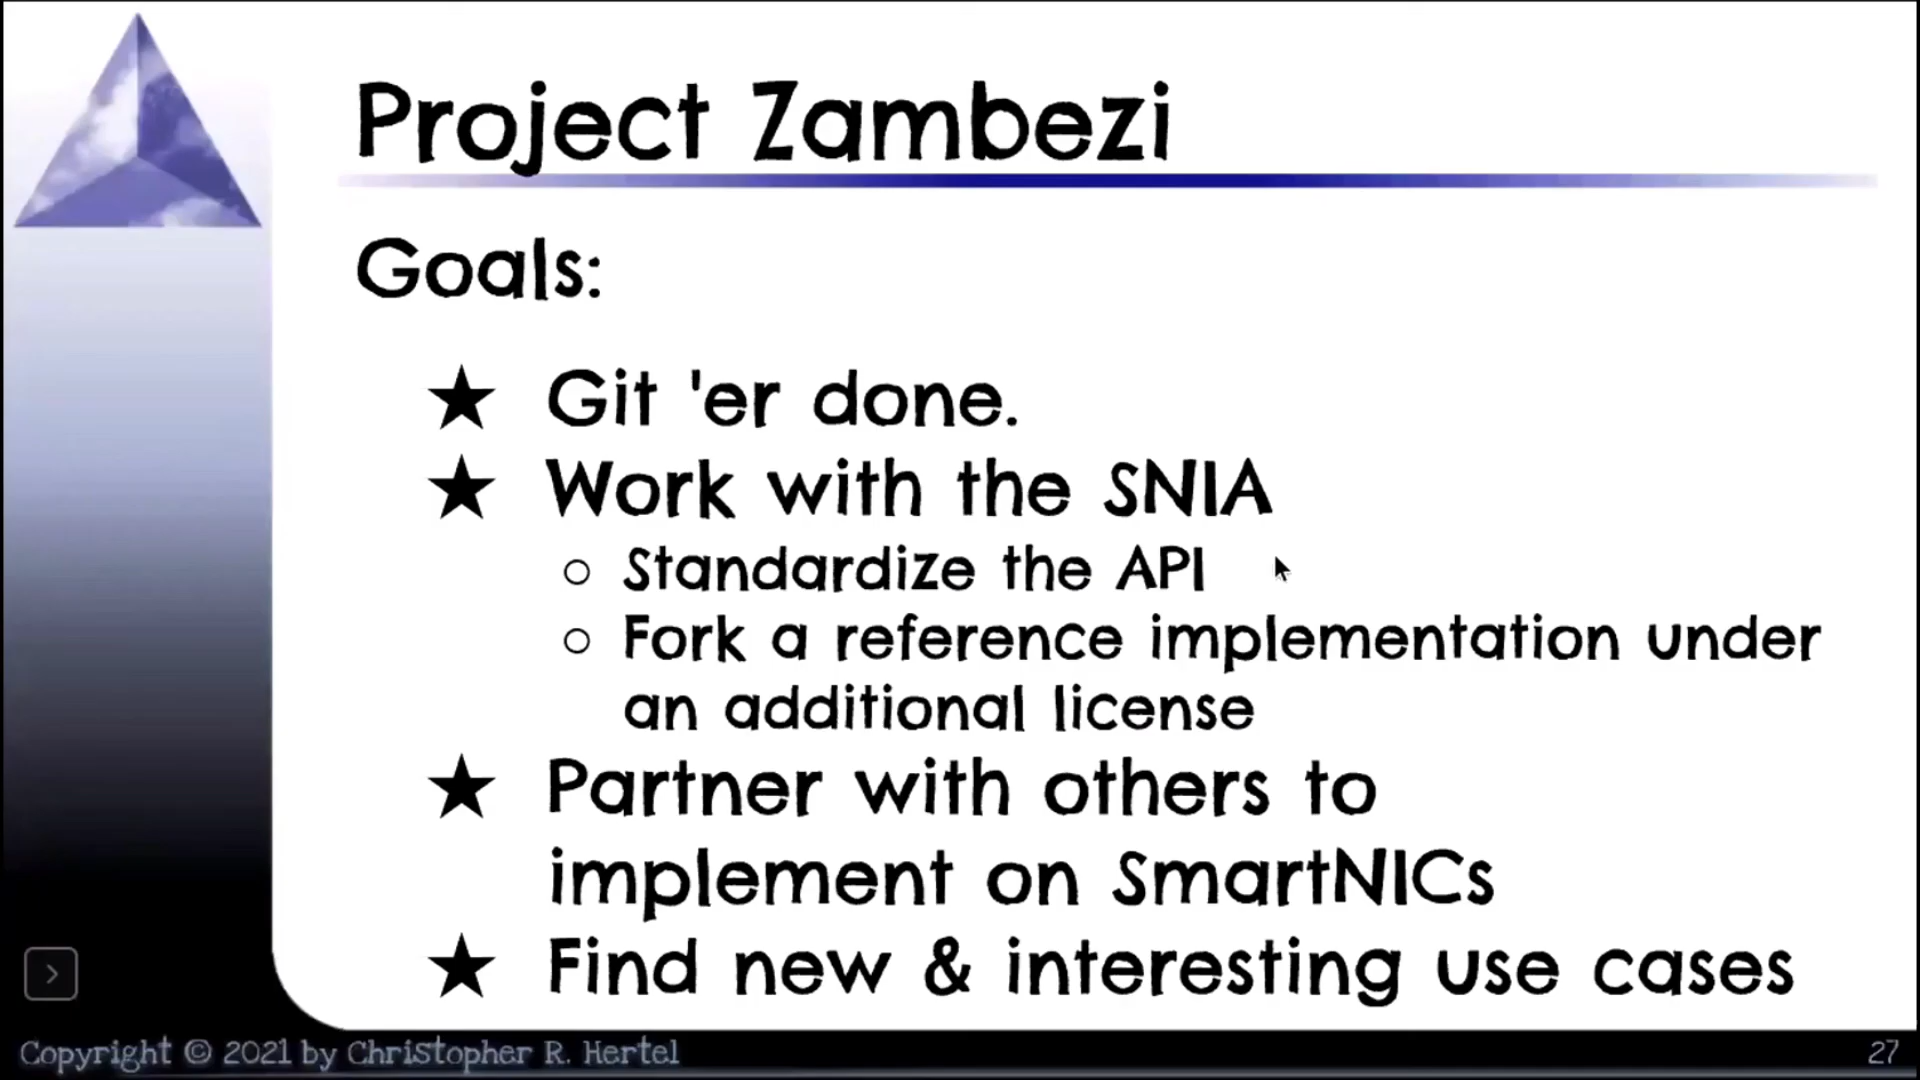 Project Zambezi
Goals:
★ Git 'er done.
★ Work with the SNIA
○ Standardize the API
○ Fork a reference implementation under
an additional license
★ Partner with others to
implement on SmartNICs
★ Find new & interesting use cases
Copyright © 2021 by Christopher R. Hertel
27